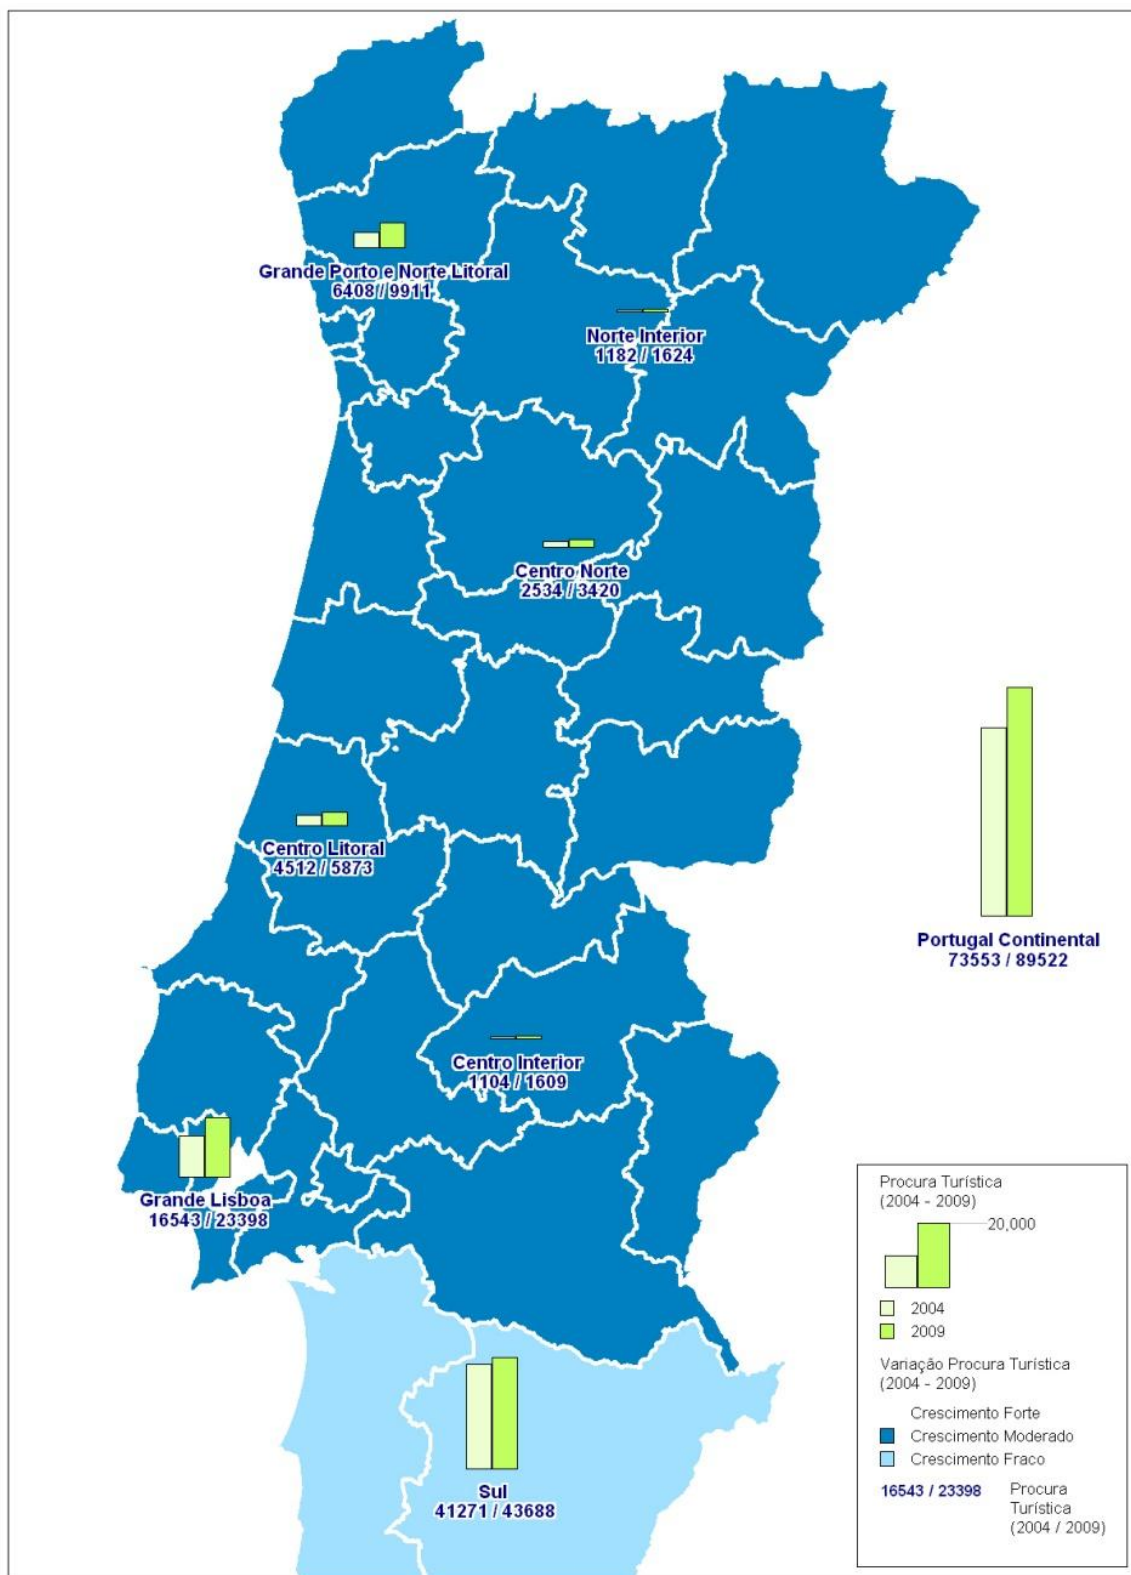 Grande Porto e Norte Litoral
6408 / 9911
Norte Interior
1182 / 1624
Centro Norte
2534 / 3420
Centro Litoral
4512 / 5873
Portugal Continental
73553 / 89522
Centro Interior
1104 / 1609
Grande Lisboa
16543 / 23398
Sul
41271 / 43688
Procura Turística
(2004 - 2009)
20,000
2004
2009
Variação Procura Turística
(2004 - 2009)
Crescimento Forte
Crescimento Moderado
Crescimento Fraco
16543 / 23398 Procura
Turística
(2004 / 2009)